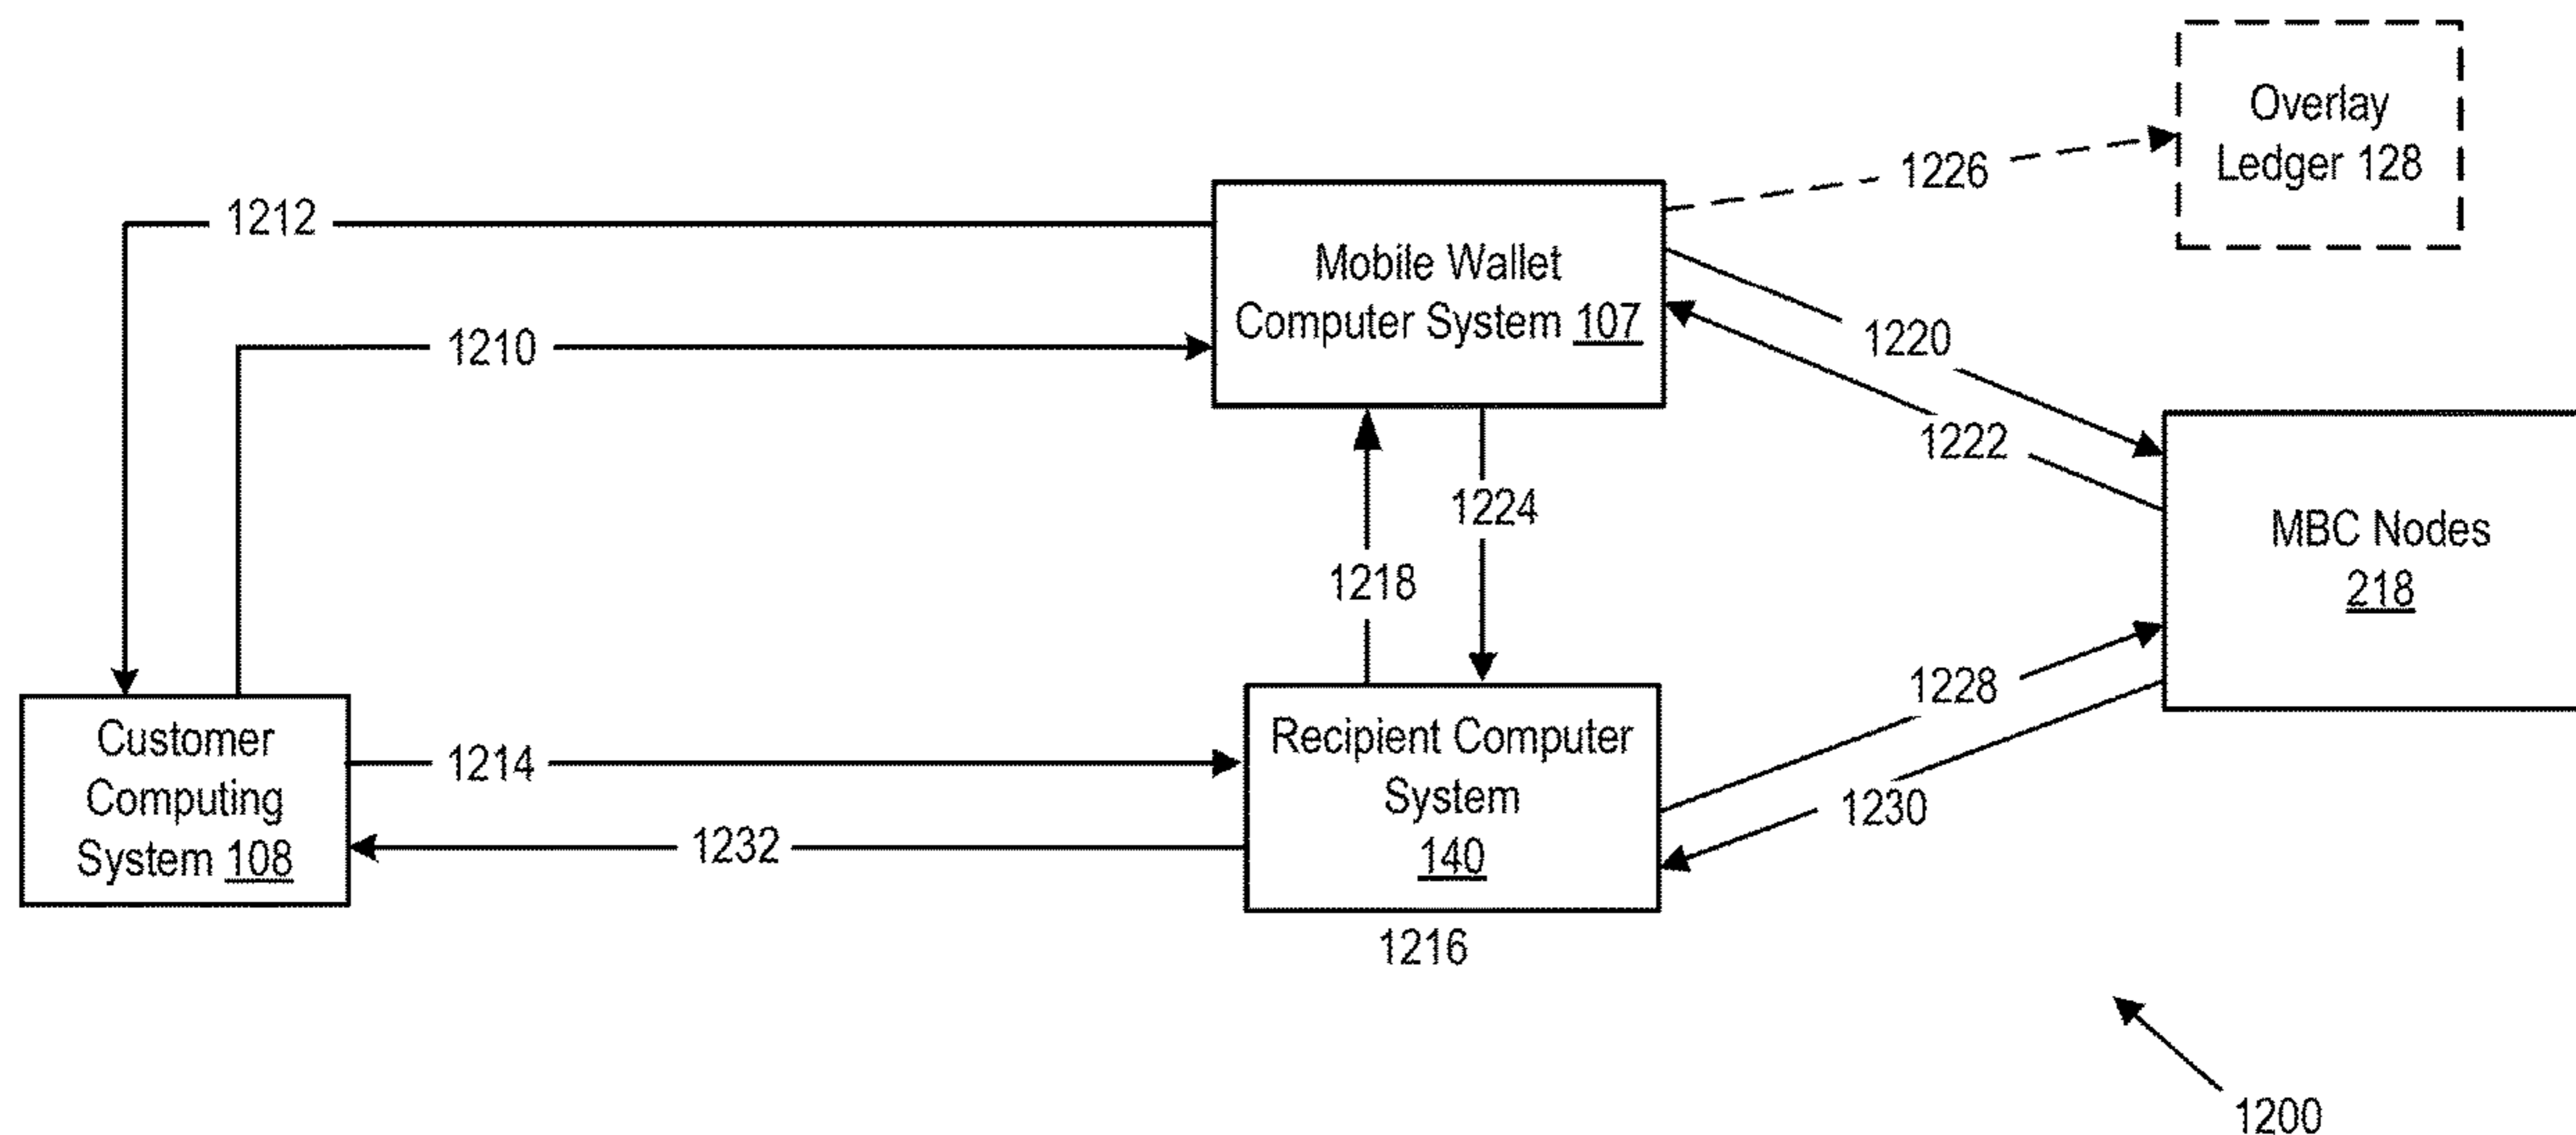 Overlay
Ledger 128
1226
1212
Mobile Wallet
Computer System 107
1210
1220
1222
1224
MBC Nodes
218
1218
1228
Customer
Computing
System 108
1214
Recipient Computer
System
140
1230
1232
1216
1200